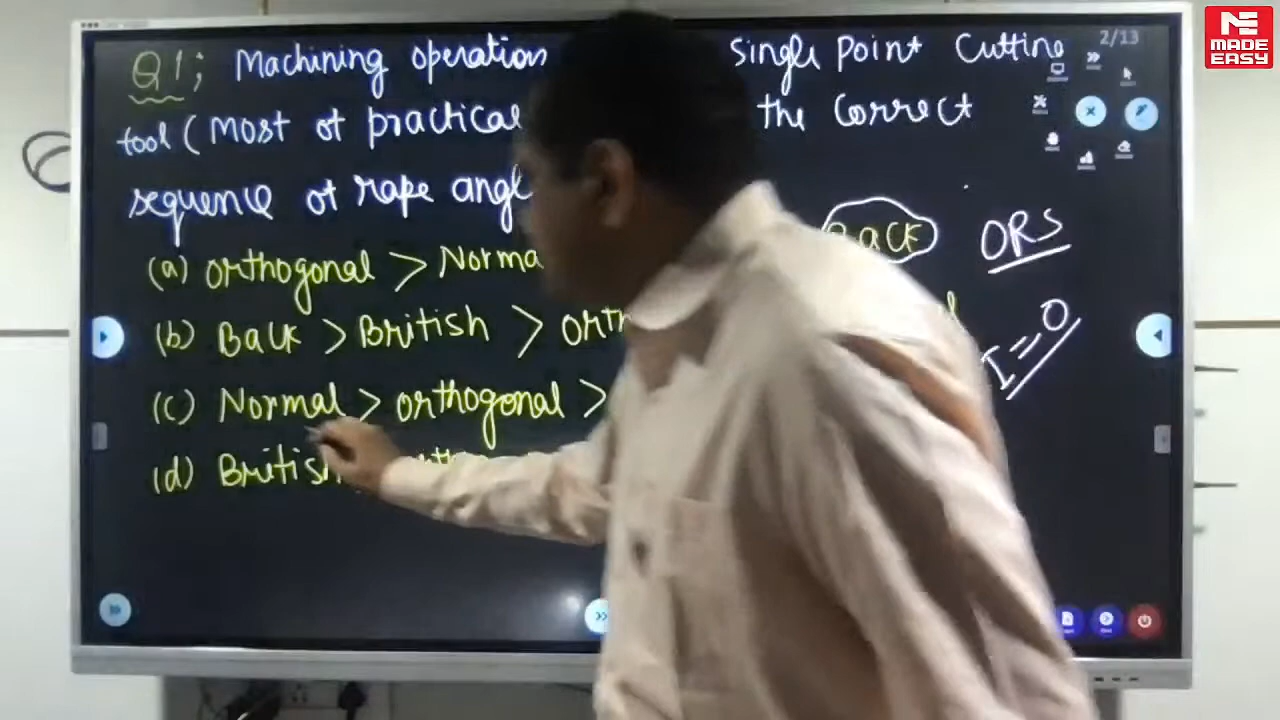 Q1; Machining operation Single Point Cutting
2/13
tool (Most of practical the Correct
sequence of rake angl
(a) Orthogonal > Norma Back ORS
(b) Back > British > Orth
I=0
(c) Normal > orthogonal >
(d) British
MADE EASY